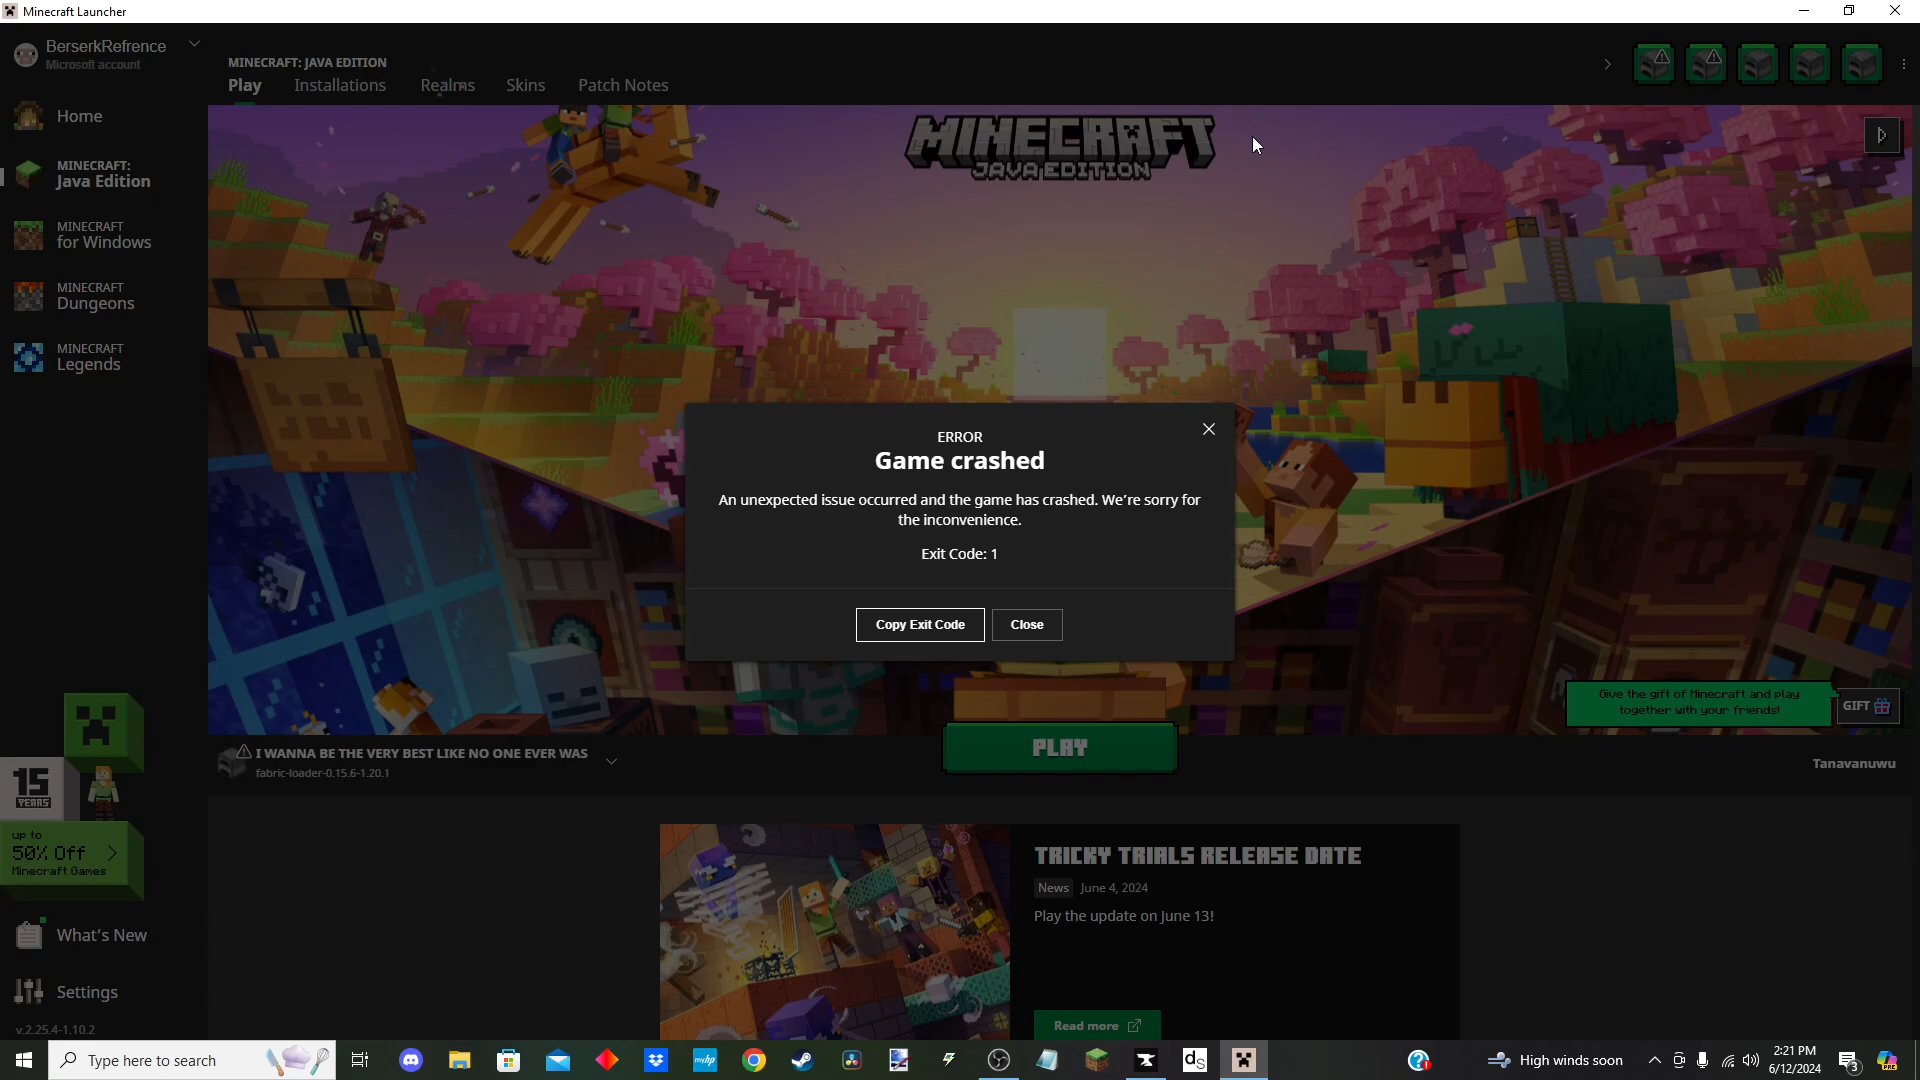 Minecraft Launcher
BerserkRefrence
Microsoft account
MINECRAFT: JAVA EDITION
Play
Installations
Realms
Skins
Patch Notes
Home
MINECRAFT:
Java Edition
MINECRAFT
for Windows
MINECRAFT
Dungeons
MINECRAFT
Legends
MINECRAFT
JAVA EDITION
ERROR
Game crashed
An unexpected issue occurred and the game has crashed. We're sorry for
the inconvenience.
Exit Code: 1
Copy Exit Code
Close
Give the gift of Minecraft and play
together with your friends!
GIFT
I WANNA BE THE VERY BEST LIKE NO ONE EVER WAS
fabric-loader-0.15.6-1.20.1
PLAY
Tanavanuwu
15
YEARS
up to
50% Off
Minecraft Games
TRICKY TRIALS RELEASE DATE
News
June 4, 2024
Play the update on June 13!
Read more
What's New
Settings
v.2.25.4-1.10.2
Type here to search
myhp
ds
High winds soon
2:21 PM
6/12/2024
3
PRE